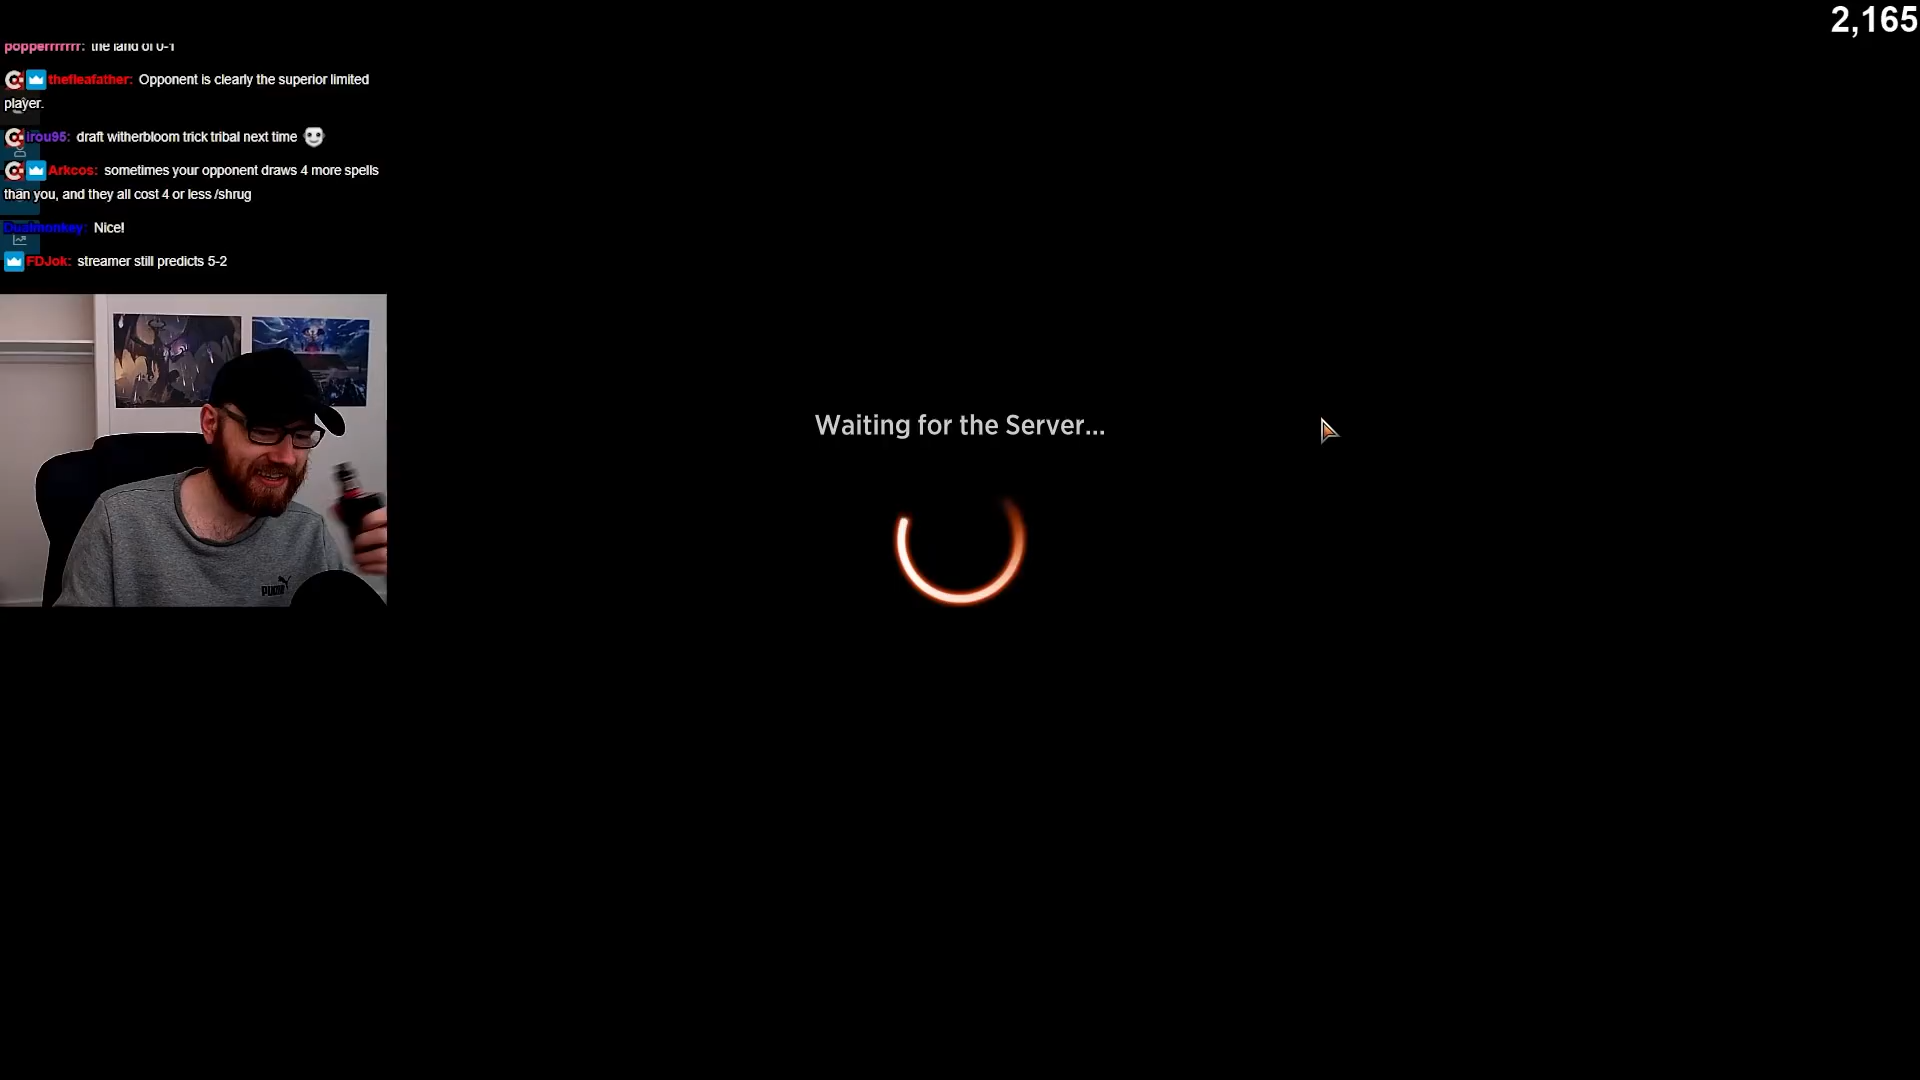 2,165
popperrrrrrr: the land of 0-1
thefleafather: Opponent is clearly the superior limited
player.
irou95: draft witherbloom trick tribal next time
Arkcos: sometimes your opponent draws 4 more spells
than you, and they all cost 4 or less /shrug
Dualmonkey: Nice!
FDJok: streamer still predicts 5-2
Waiting for the Server...
PUMA